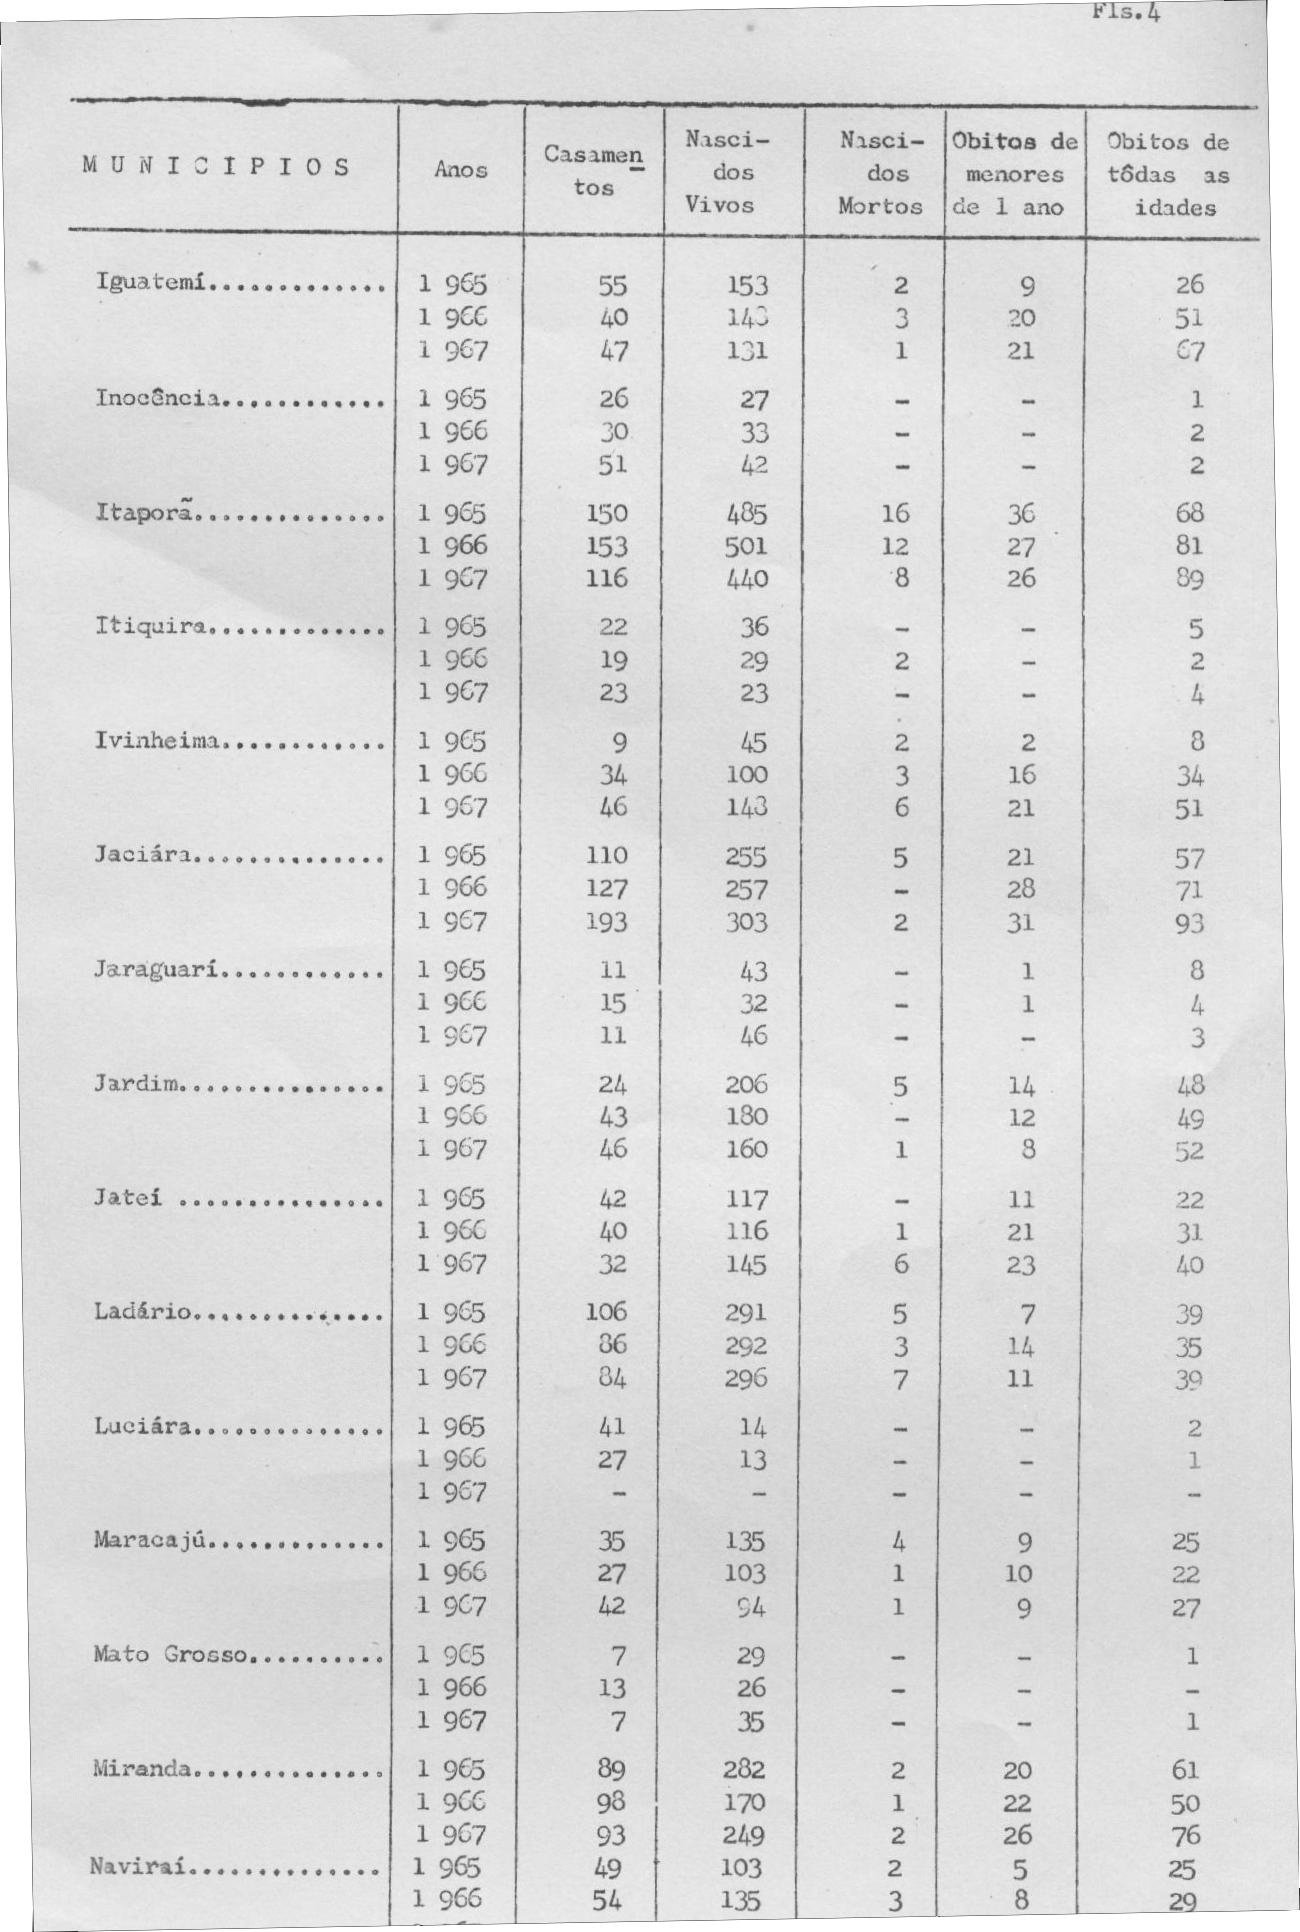 Fls.4
MUNICIPIOS Anos Casamen Nasci- Nasci- Obitos de Obitos de
tos dos dos menores tôdas as
Vivos Mortos de 1 ano idades
Iguatemí............. 1 965 55 153 2 9 26
1 966 40 3 20 51
1 967 47 131 1 21 67
Inocência............ 1 965 26 27 - - 1
1 966 30 33 - - 2
1 967 51 42 - - 2
Itaporã.............. 1 965 150 485 16 36 68
1 966 153 501 12 27 81
1 967 116 440 8 26 89
Itiquira............. 1 965 22 36 - - 5
1 966 19 29 2 - 2
1 967 23 23 - - 4
Ivinheima............ 1 965 9 45 2 2 8
1 966 34 100 3 16 34
1 967 46 6 21 51
Jaciára.............. 1 965 110 255 5 21 57
1 966 127 257 - 28 71
1 967 193 303 2 31 93
Jaraguarí............ 1 965 11 43 - 1 8
1 966 15 32 - 1 4
1 967 11 46 - - 3
Jardim............... 1 965 24 206 5 14 48
1 966 43 180 - 12 49
1 967 46 160 1 8 52
Jateí ............... 1 965 42 117 - 11 22
1 966 40 116 1 21 31
1 967 32 145 6 23 40
Ladário.............. 1 965 106 291 5 7 39
1 966 86 292 3 14 35
1 967 84 296 7 11 39
Luciára.............. 1 965 41 14 - - 2
1 966 27 13 - - 1
1 967 - - - - -
Maracajú............. 1 965 35 135 4 9 25
1 966 27 103 1 10 22
1 967 42 94 1 9 27
Mato Grosso.......... 1 965 7 29 - - 1
1 966 13 26 - - -
1 967 7 35 - - 1
Miranda.............. 1 965 89 282 2 20 61
1 966 98 170 1 22 50
1 967 93 249 2 26 76
Naviraí.............. 1 965 49 103 2 5 25
1 966 54 135 3 8 29